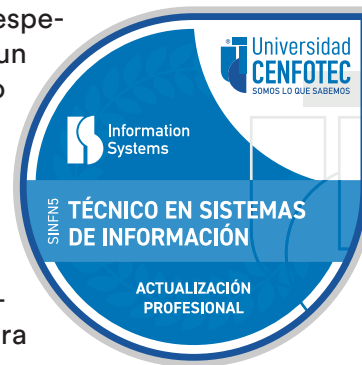 espe-
un
Universidad
CENFOTEC
SOMOS LO QUE SABEMOS
Information
Systems
SINFN5
TÉCNICO EN SISTEMAS
DE INFORMACIÓN
ACTUALIZACIÓN
PROFESIONAL
ra